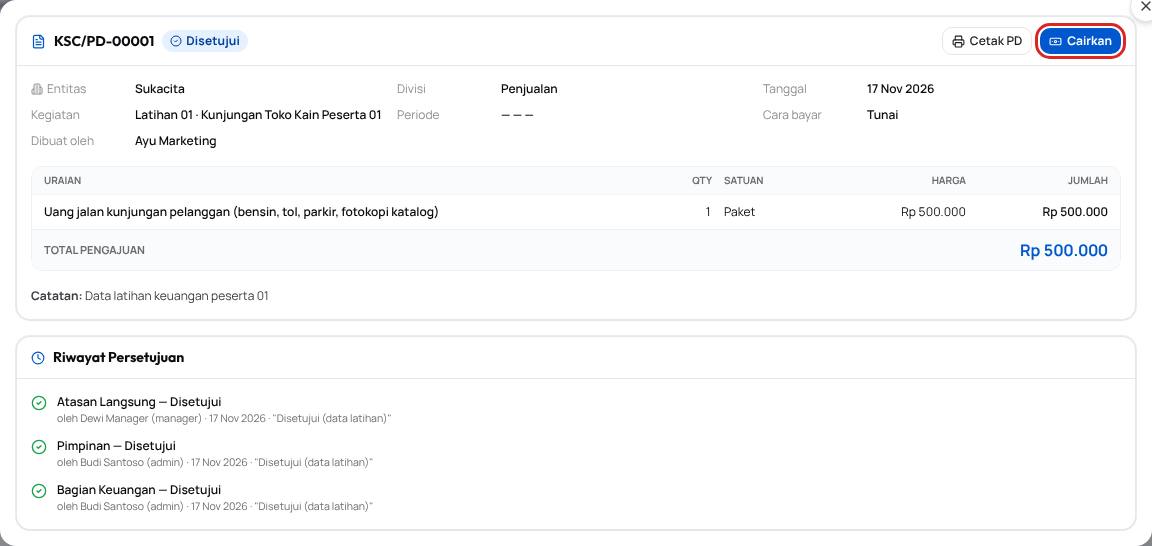 KSC/PD-00001 Disetujui Cetak PD Cairkan
Entitas Sukacita Divisi Penjualan Tanggal 17 Nov 2026
Kegiatan Latihan 01 · Kunjungan Toko Kain Peserta 01 Periode — — — Cara bayar Tunai
Dibuat oleh Ayu Marketing
URAIAN QTY SATUAN HARGA JUMLAH
Uang jalan kunjungan pelanggan (bensin, tol, parkir, fotokopi katalog) 1 Paket Rp 500.000 Rp 500.000
TOTAL PENGAJUAN Rp 500.000
Catatan: Data latihan keuangan peserta 01
Riwayat Persetujuan
Atasan Langsung — Disetujui
oleh Dewi Manager (manager) · 17 Nov 2026 · "Disetujui (data latihan)"
Pimpinan — Disetujui
oleh Budi Santoso (admin) · 17 Nov 2026 · "Disetujui (data latihan)"
Bagian Keuangan — Disetujui
oleh Budi Santoso (admin) · 17 Nov 2026 · "Disetujui (data latihan)"